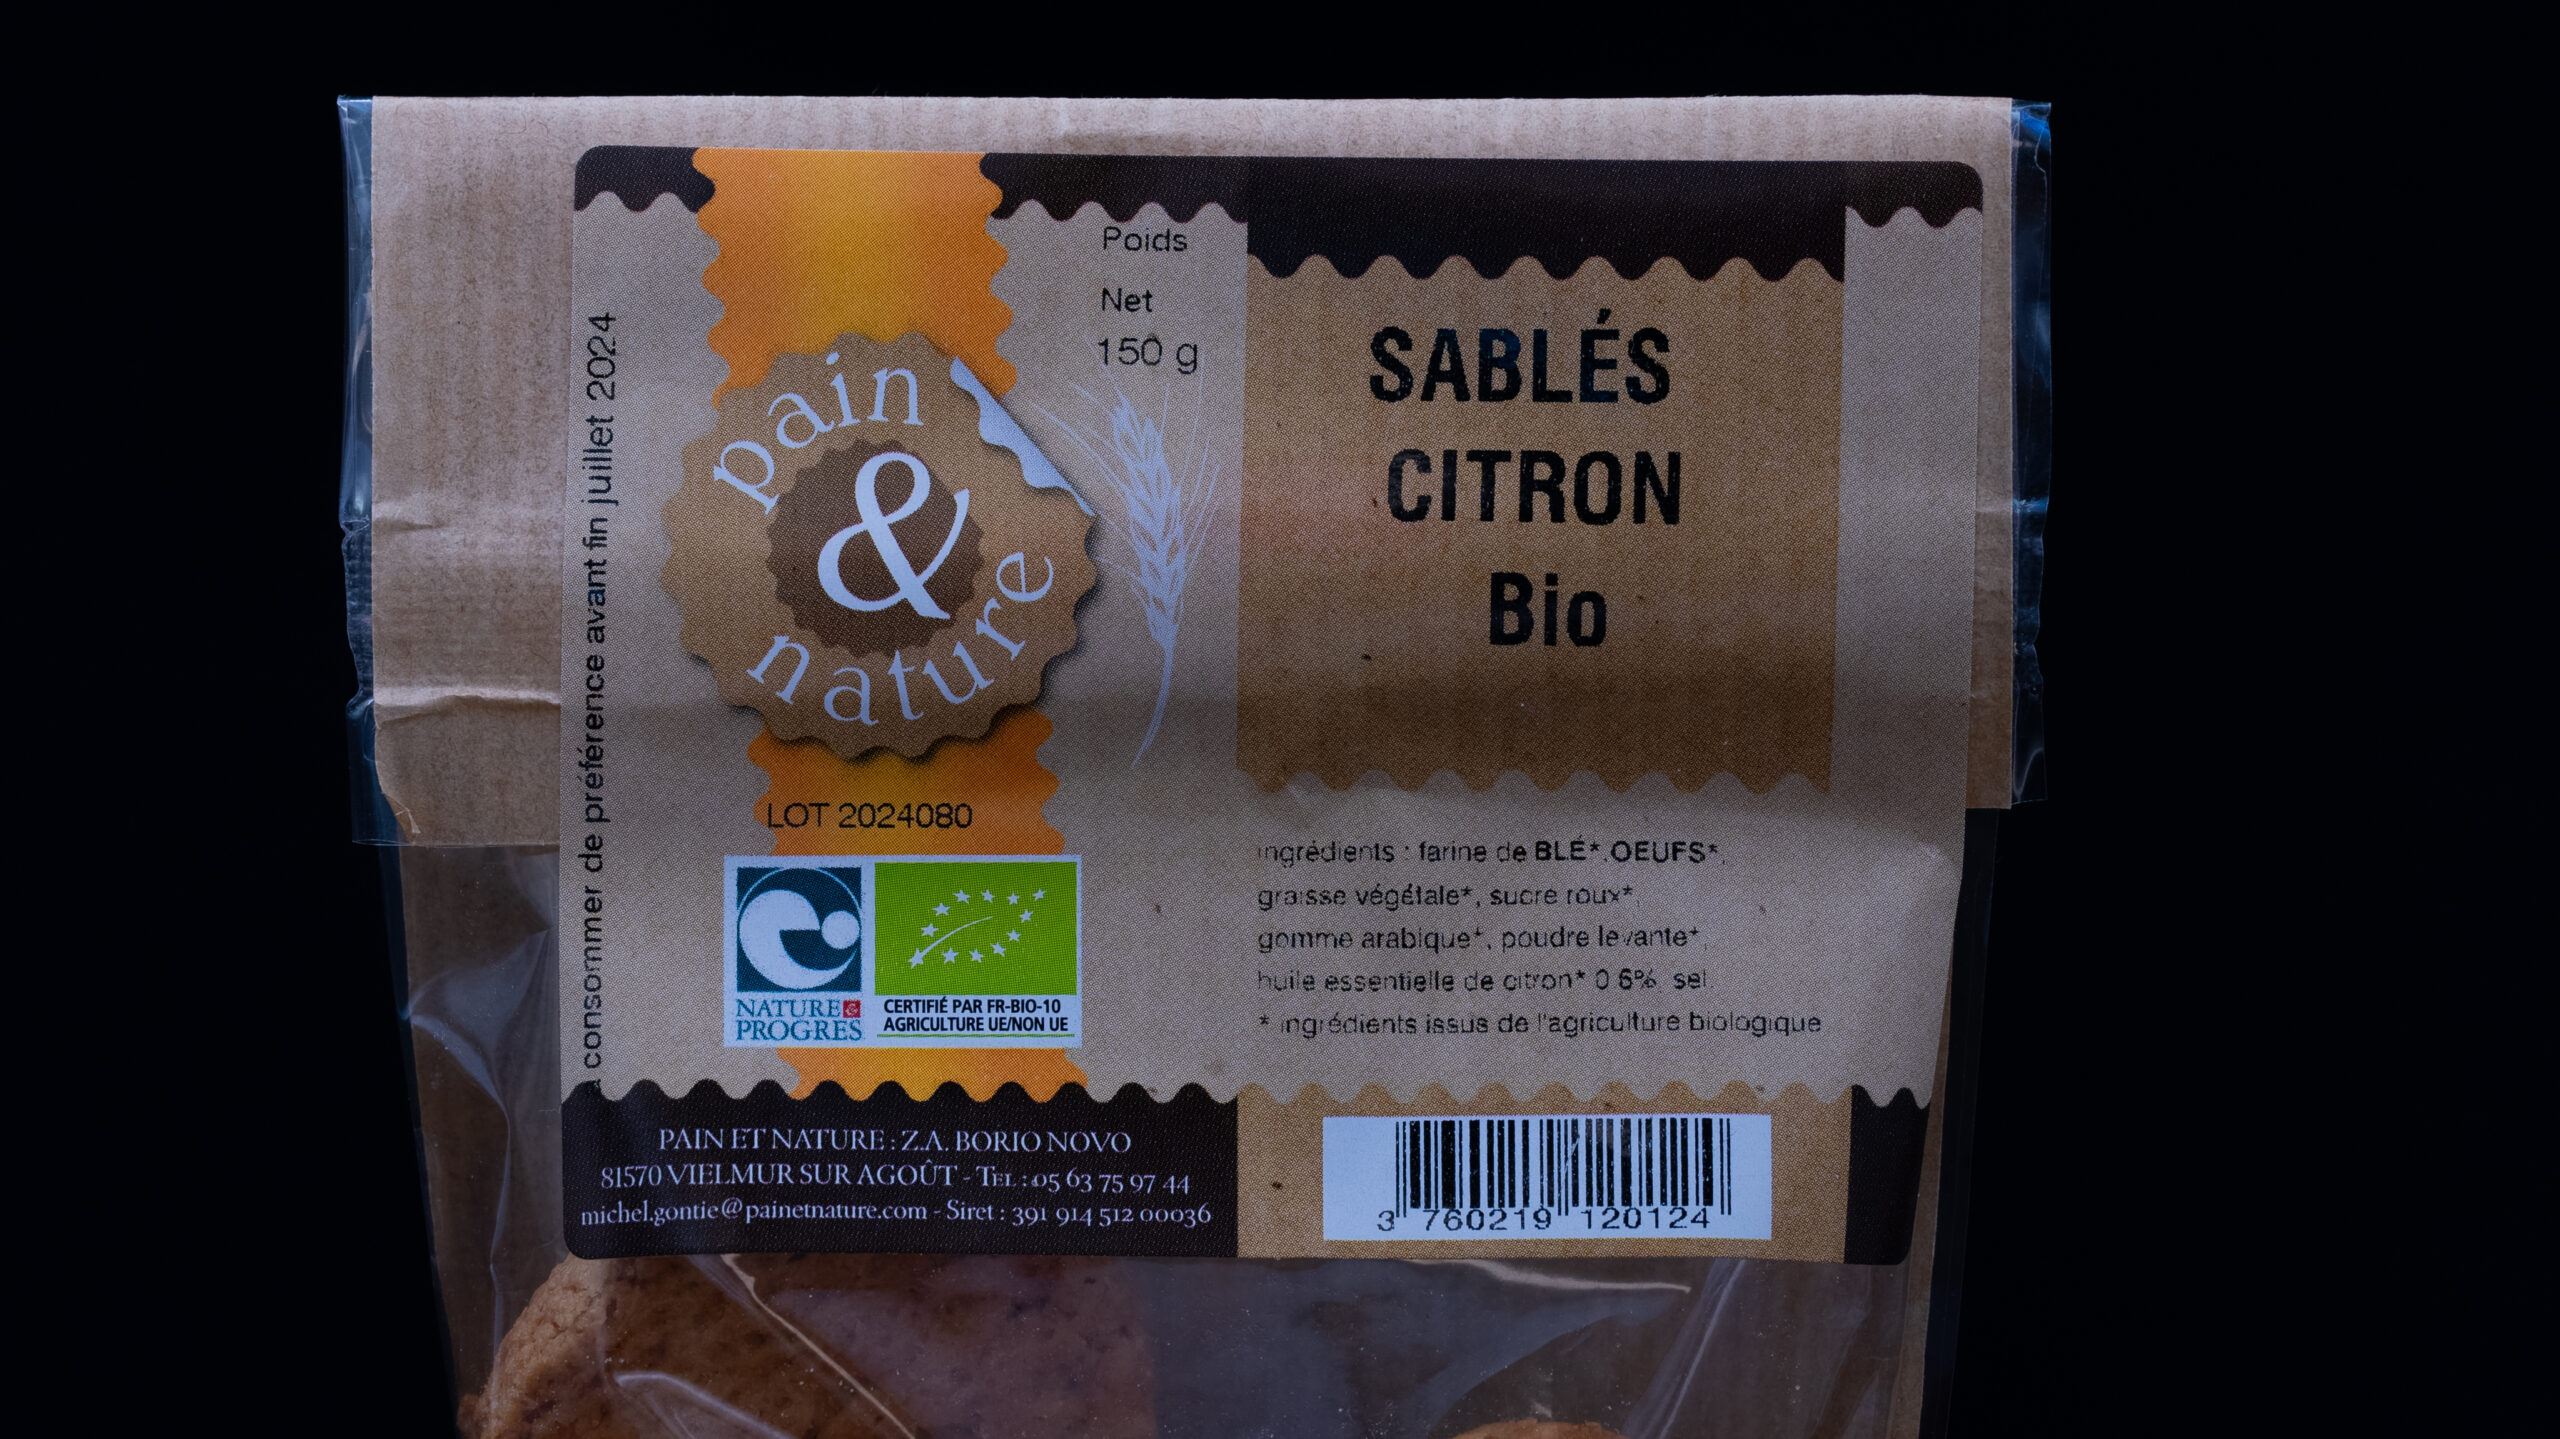 Poids
Net
150 g
pain
&
nature
à consommer de préférence avant fin juillet 2024
LOT 2024080
NATURE &
PROGRES
CERTIFIÉ PAR FR-BIO-10
AGRICULTURE UE/NON UE
PAIN ET NATURE : Z.A. BORIO NOVO
81570 VIELMUR SUR AGOÛT - TEL : 05 63 75 97 44
michel.gontie@painetnature.com - Siret : 391 914 512 00036
SABLÉS
CITRON
Bio
ingrédients : farine de BLÉ*, OEUFS*,
graisse végétale*, sucre roux*,
gomme arabique*, poudre levante*,
huile essentielle de citron* 0.6%, sel.
* ingrédients issus de l'agriculture biologique
3 760219 120124